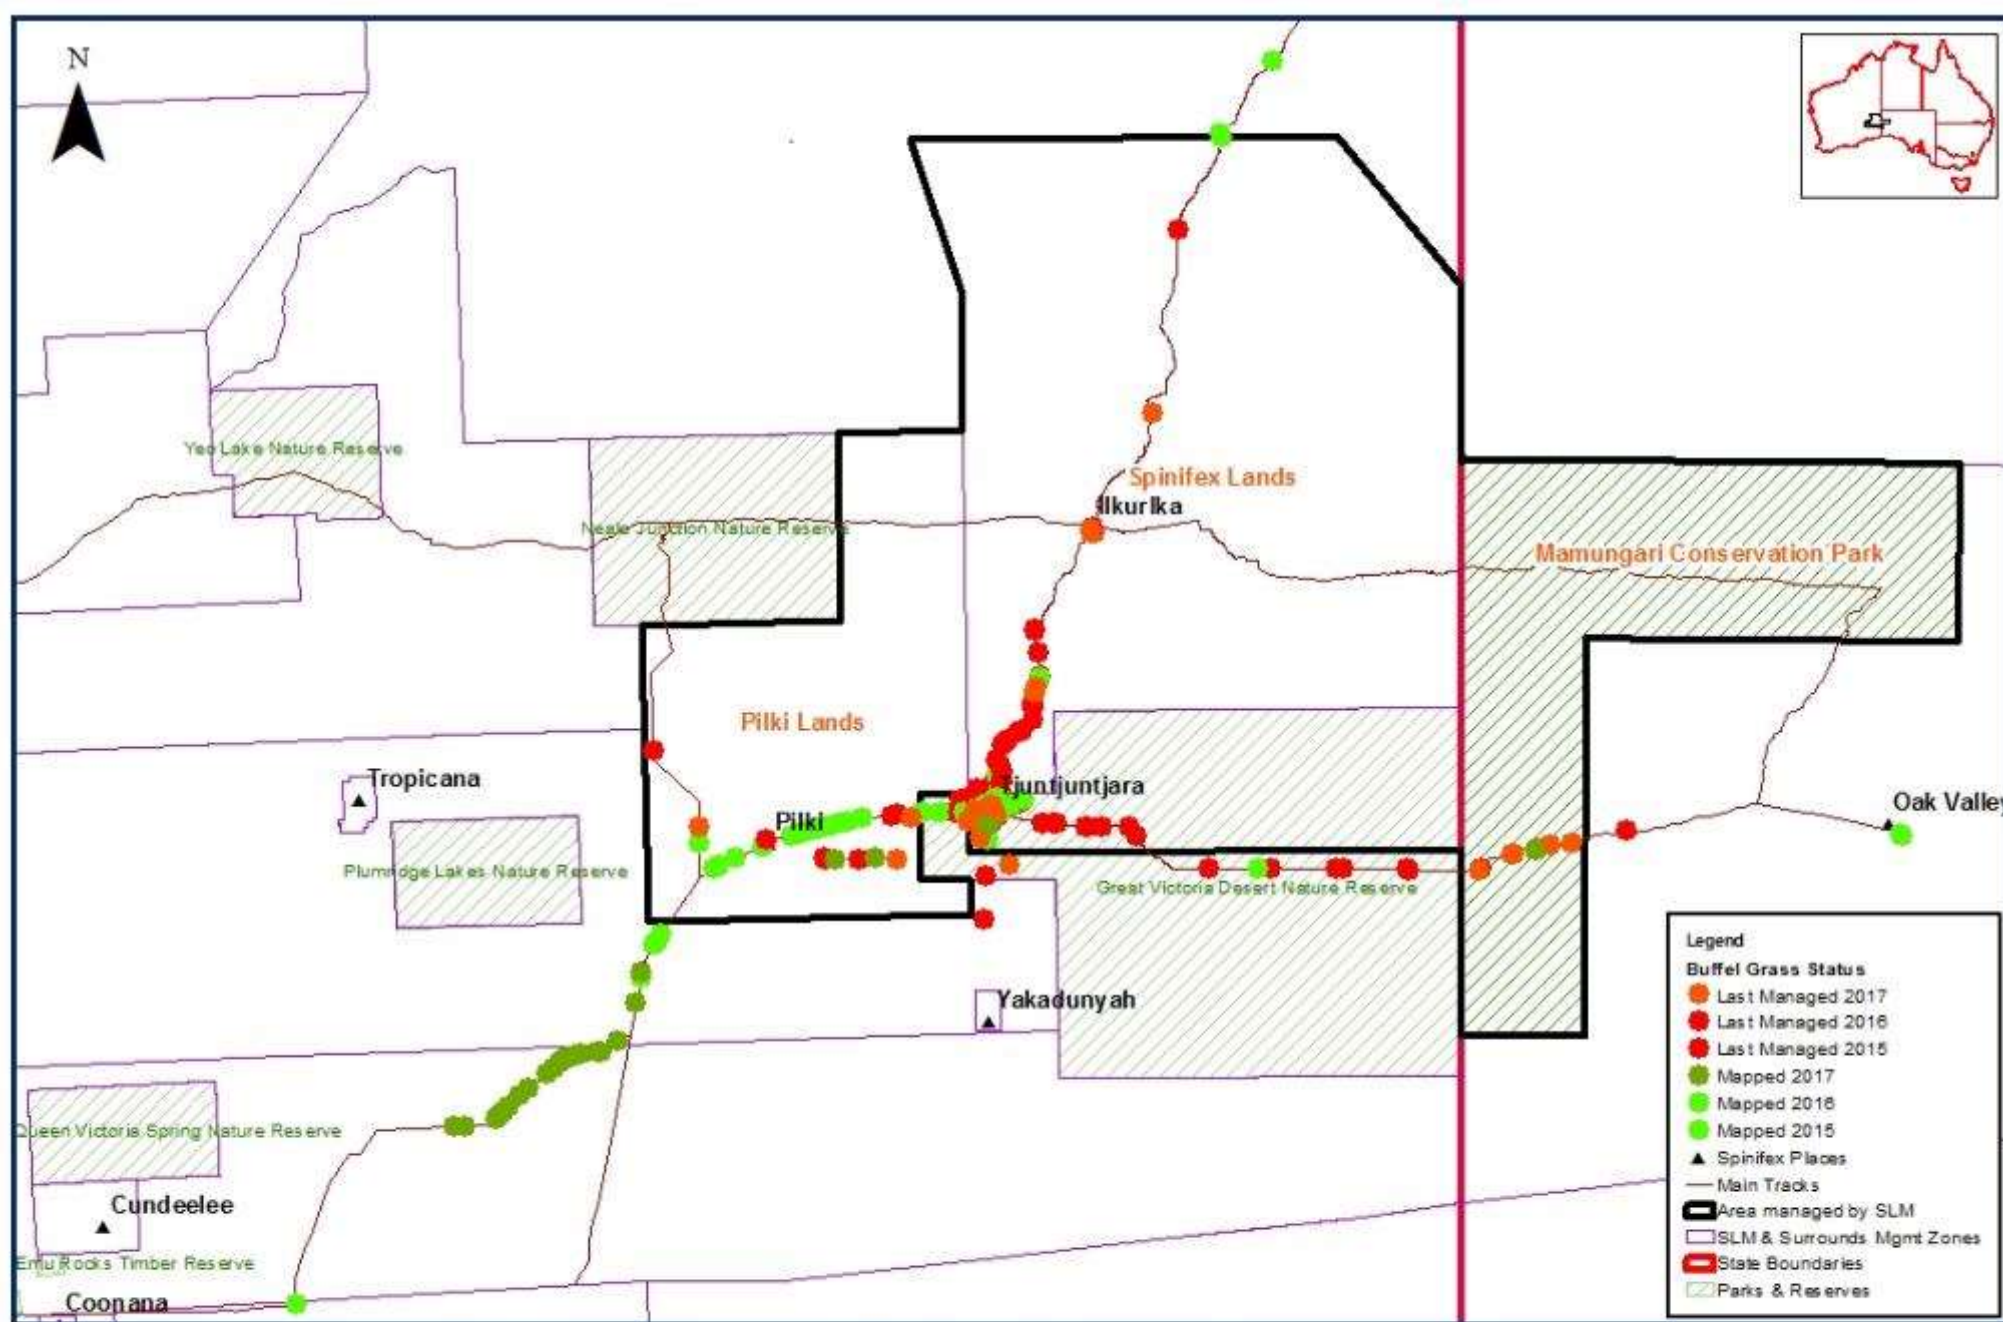 N
Yeo Lake Nature Reserve
Spinifex Lands
Ilkurlka
Neale Junction Nature Reserve
Mamungari Conservation Park
Pilki Lands
Tropicana
Tjuntjuntjara
Pilki
Oak Valley
Plumridge Lakes Nature Reserve
Great Victoria Desert Nature Reserve
Yakadunyah
Queen Victoria Spring Nature Reserve
Cundeelee
Emu Rocks Timber Reserve
Coonana
Legend
Buffel Grass Status
Last Managed 2017
Last Managed 2016
Last Managed 2015
Mapped 2017
Mapped 2016
Mapped 2015
Spinifex Places
Main Tracks
Area managed by SLM
SLM & Surrounds Mgmt Zones
State Boundaries
Parks & Reserves